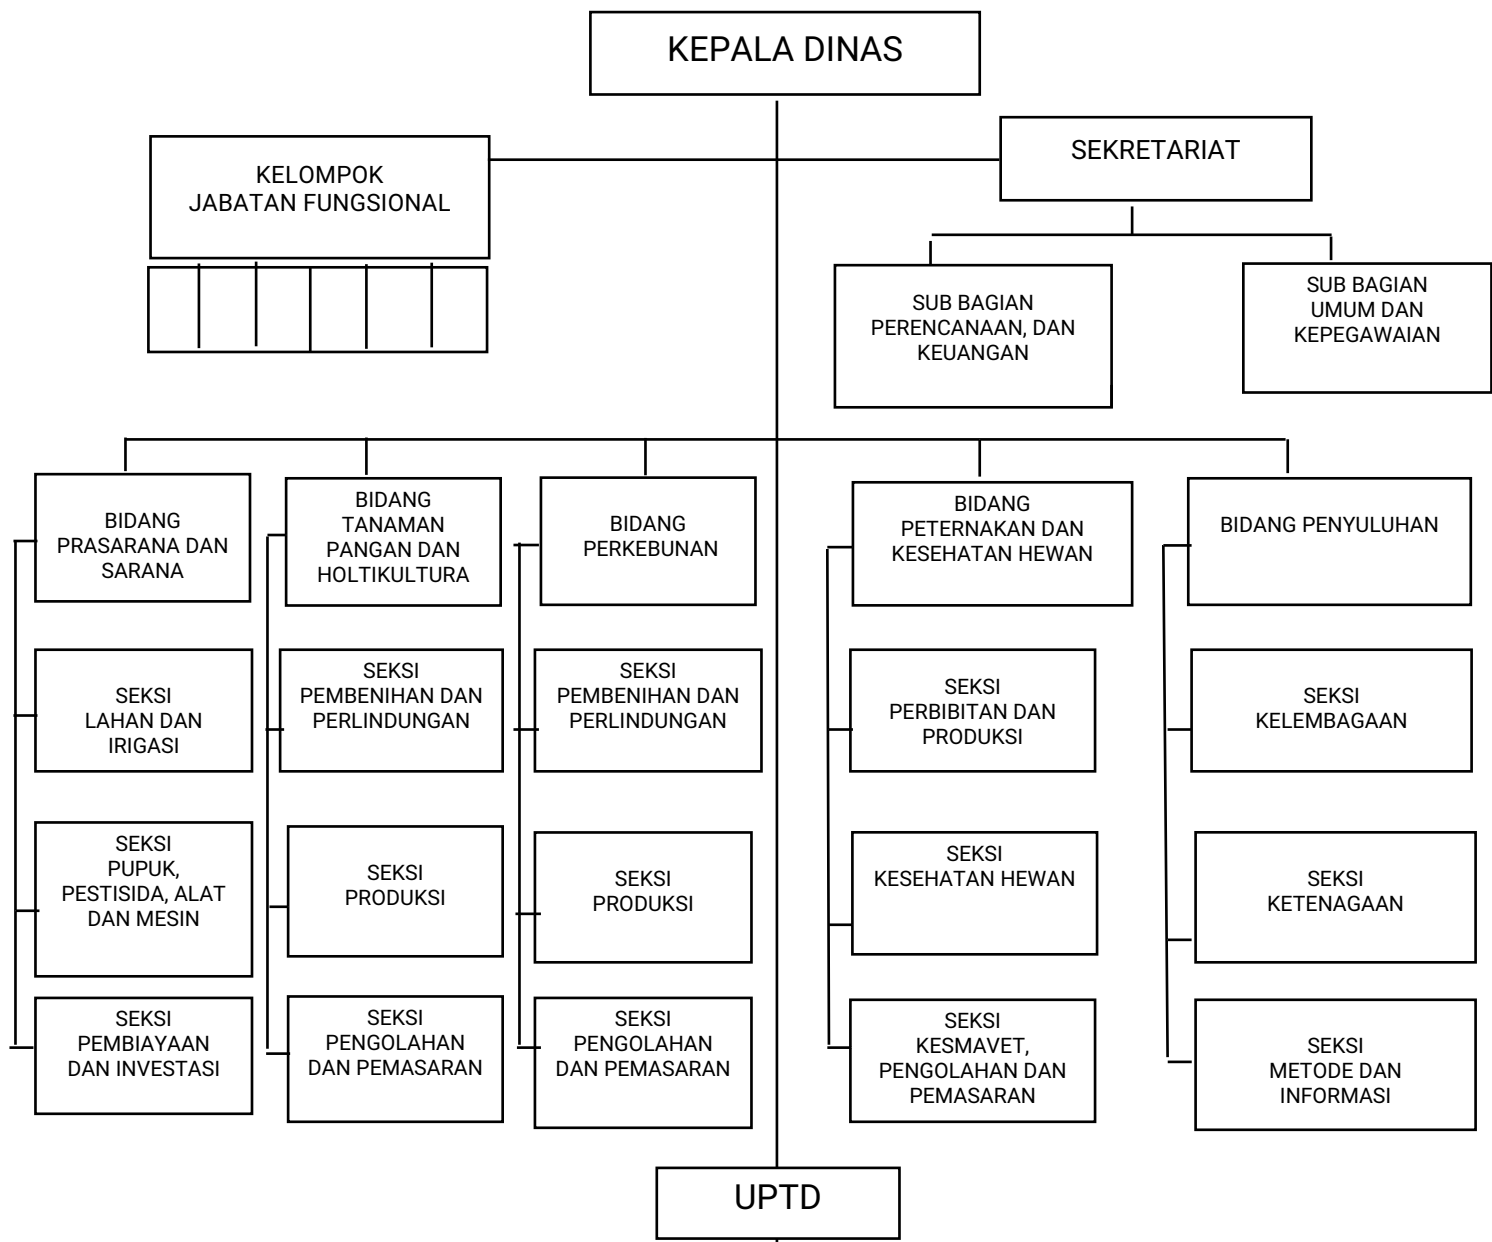 KEPALA DINAS
KELOMPOK
JABATAN FUNGSIONAL
SEKRETARIAT
SUB BAGIAN
PERENCANAAN, DAN
KEUANGAN
SUB BAGIAN
UMUM DAN
KEPEGAWAIAN
BIDANG
PRASARANA DAN
SARANA
BIDANG
TANAMAN
PANGAN DAN
HOLTIKULTURA
BIDANG
PERKEBUNAN
BIDANG
PETERNAKAN DAN
KESEHATAN HEWAN
BIDANG PENYULUHAN
SEKSI
LAHAN DAN
IRIGASI
SEKSI
PEMBENIHAN DAN
PERLINDUNGAN
SEKSI
PEMBENIHAN DAN
PERLINDUNGAN
SEKSI
PERBIBITAN DAN
PRODUKSI
SEKSI
KELEMBAGAAN
SEKSI
PUPUK,
PESTISIDA, ALAT
DAN MESIN
SEKSI
PRODUKSI
SEKSI
PRODUKSI
SEKSI
KESEHATAN HEWAN
SEKSI
KETENAGAAN
SEKSI
PEMBIAYAAN
DAN INVESTASI
SEKSI
PENGOLAHAN
DAN PEMASARAN
SEKSI
PENGOLAHAN
DAN PEMASARAN
SEKSI
KESMAVET,
PENGOLAHAN DAN
PEMASARAN
SEKSI
METODE DAN
INFORMASI
UPTD